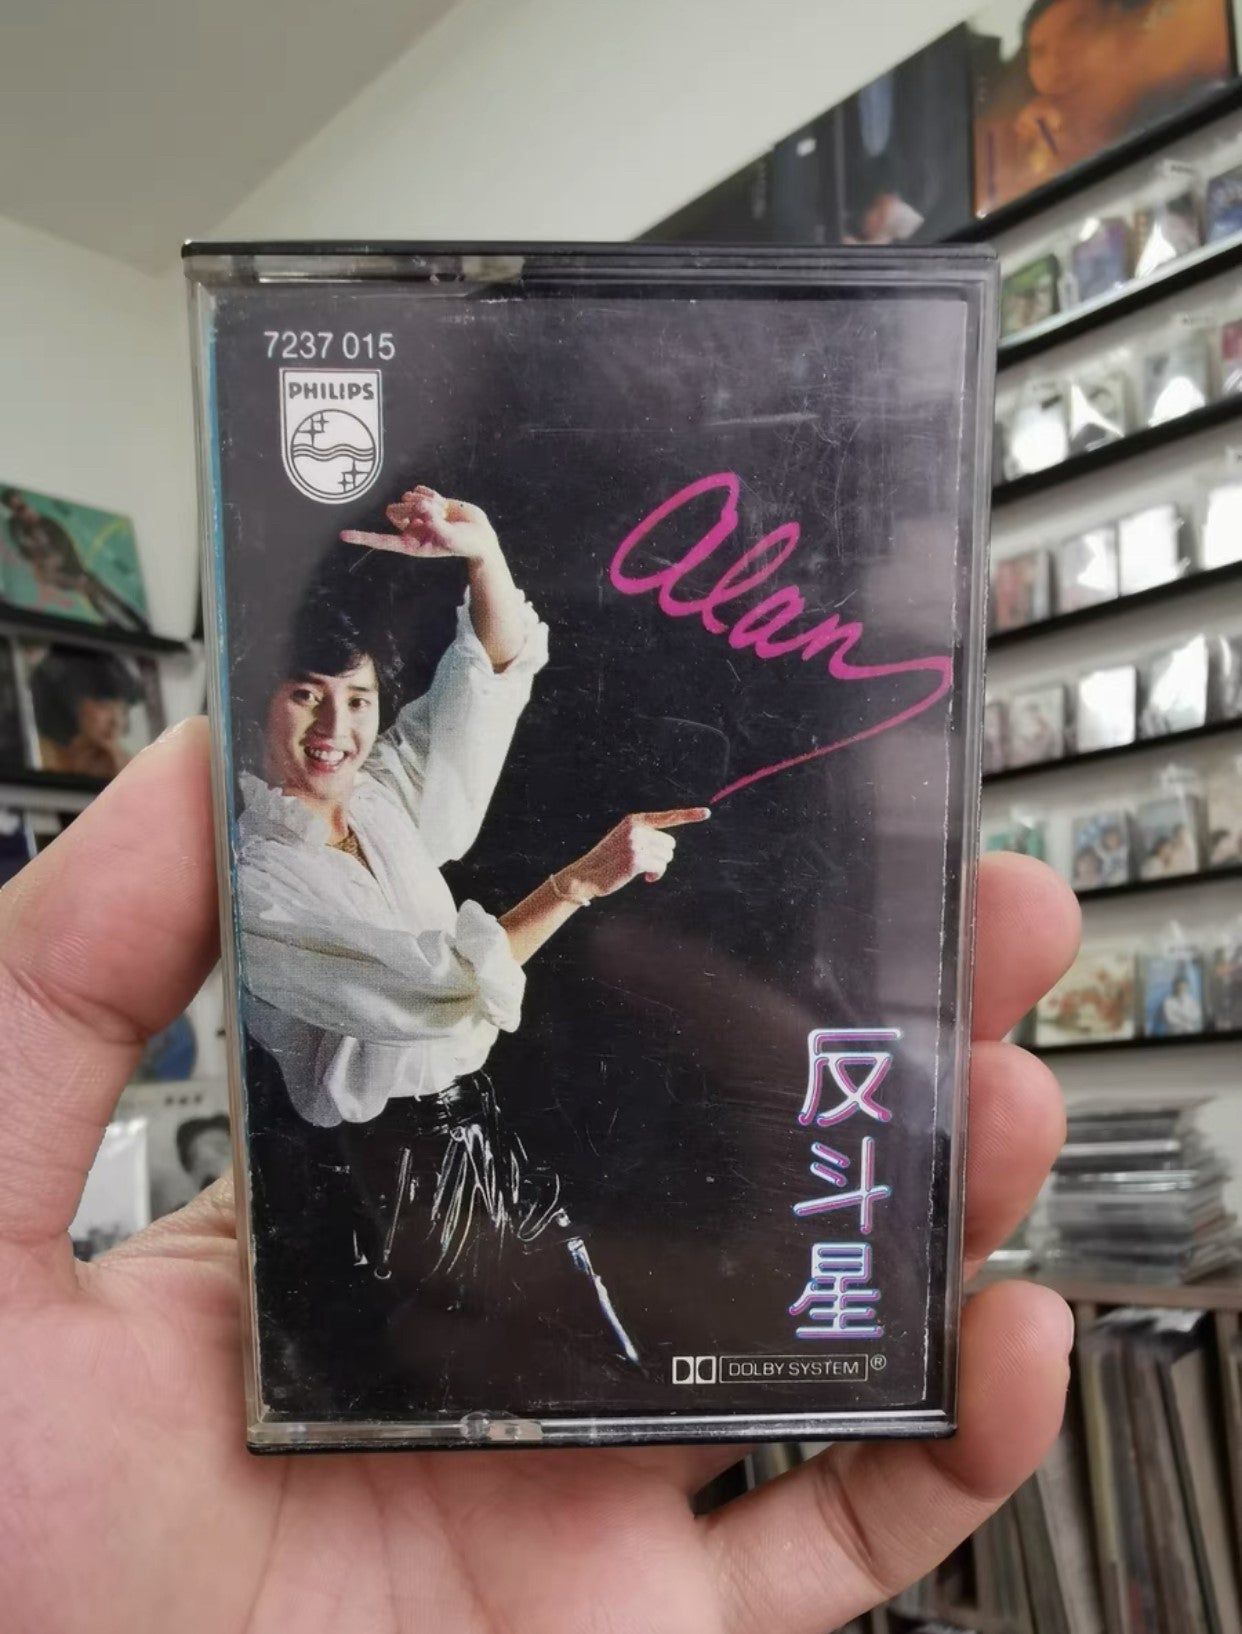 7237 015
PHILIPS
alan
反斗星
DOLBY SYSTEM ®